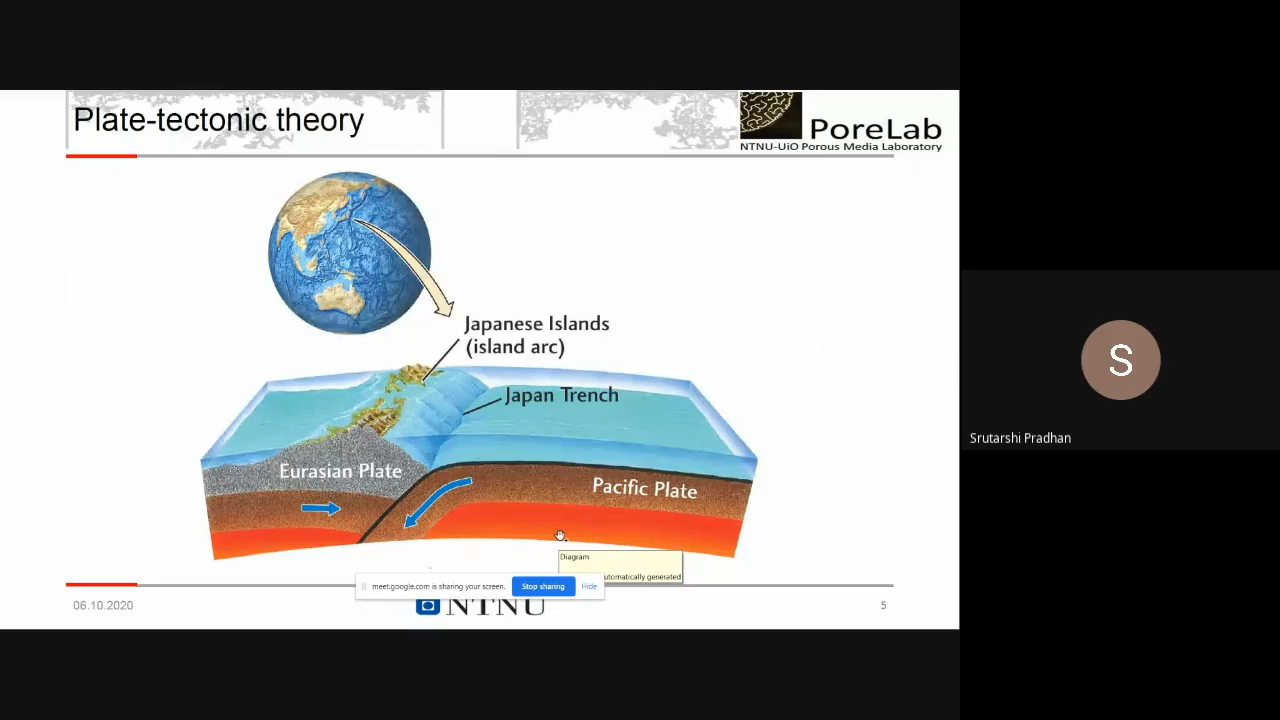 Plate-tectonic theory
PoreLab
NTNU-UiO Porous Media Laboratory
Japanese Islands
(island arc)
Japan Trench
Eurasian Plate
Pacific Plate
Diagram
utomatically generated
meet.google.com is sharing your screen.
Stop sharing
Hide
06.10.2020
NTNU
5
S
Srutarshi Pradhan